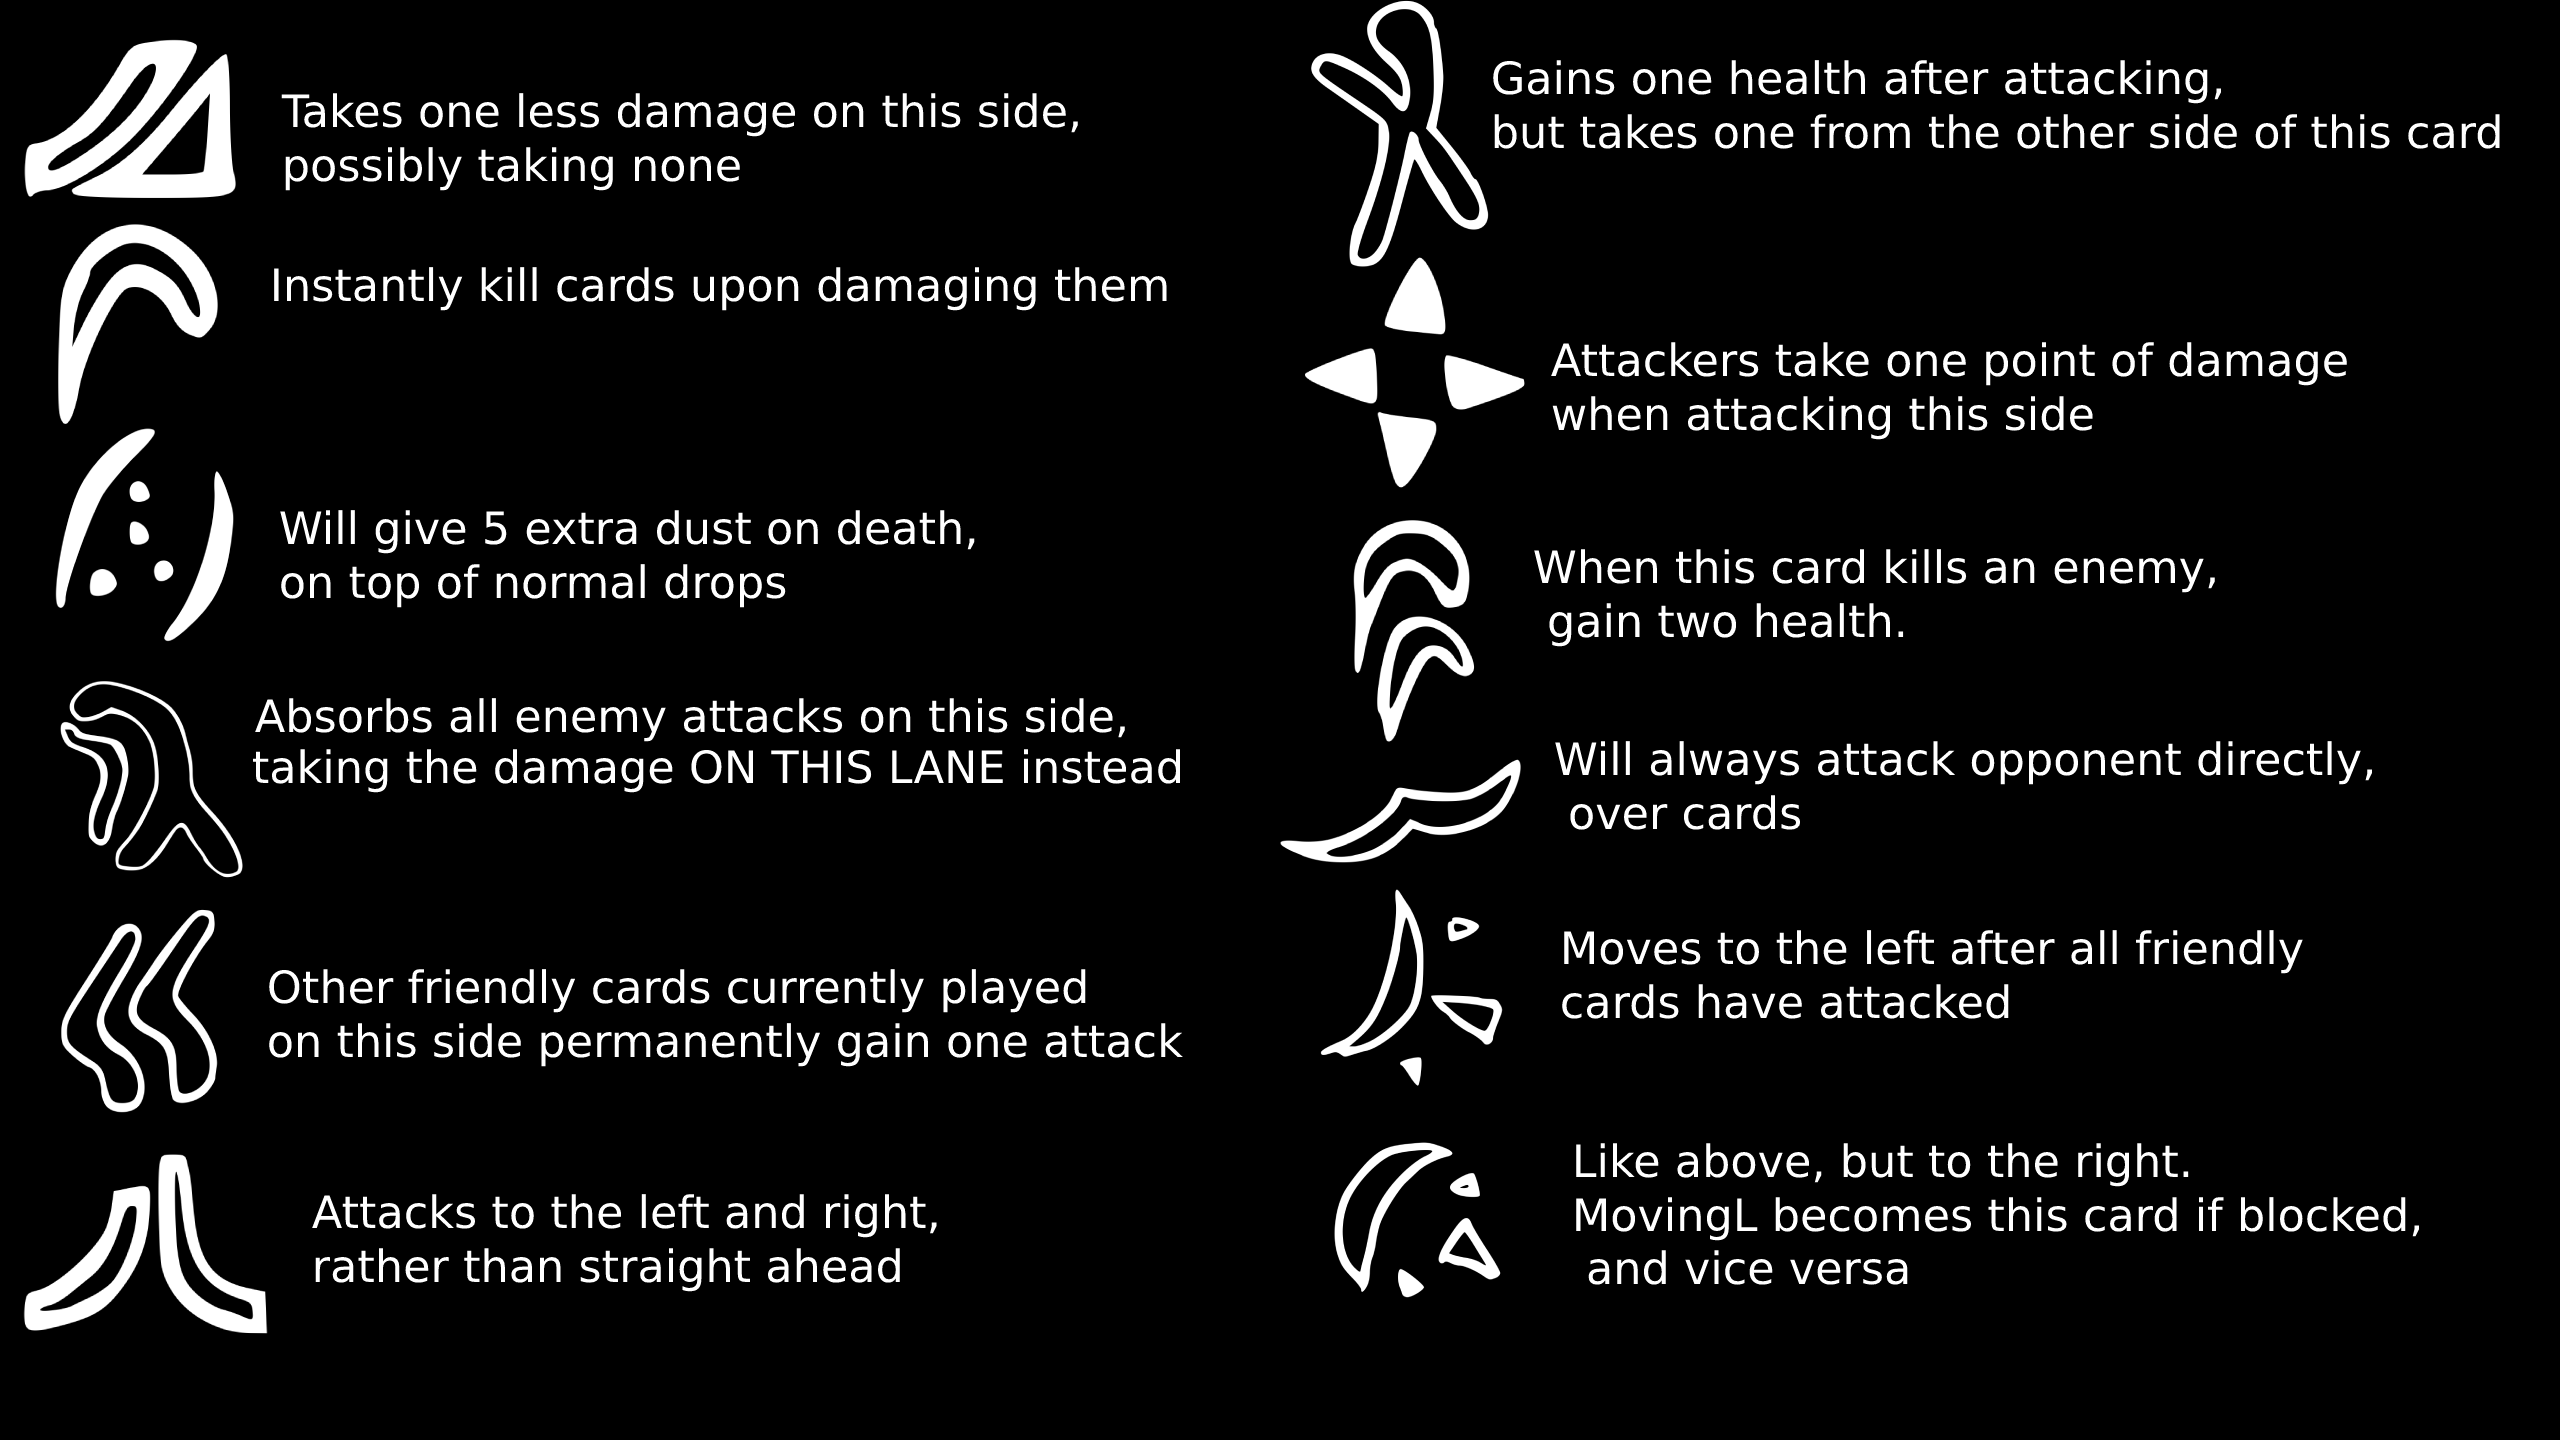 Takes one less damage on this side,
possibly taking none
Instantly kill cards upon damaging them
Will give 5 extra dust on death,
on top of normal drops
Absorbs all enemy attacks on this side,
taking the damage ON THIS LANE instead
Other friendly cards currently played
on this side permanently gain one attack
Attacks to the left and right,
rather than straight ahead
Gains one health after attacking,
but takes one from the other side of this card
Attackers take one point of damage
when attacking this side
When this card kills an enemy,
gain two health.
Will always attack opponent directly,
over cards
Moves to the left after all friendly
cards have attacked
Like above, but to the right.
MovingL becomes this card if blocked,
and vice versa